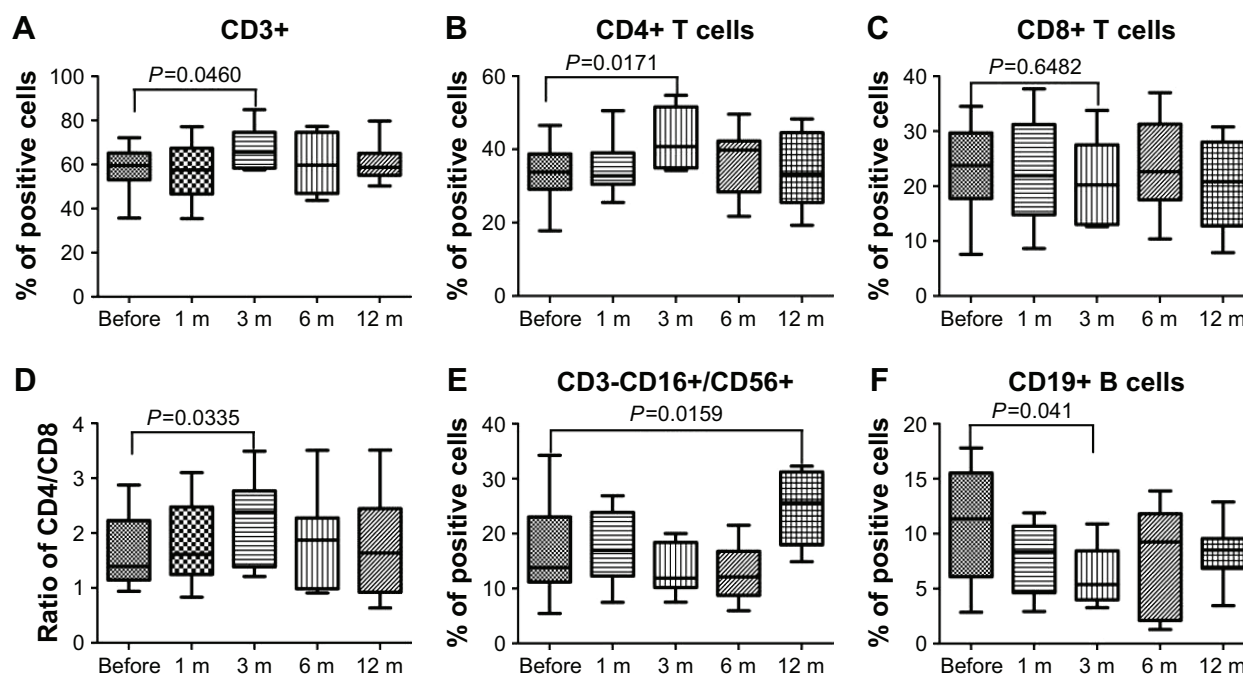 A CD3+
P=0.0460
% of positive cells
100
80
60
40
20
0
Before 1 m 3 m 6 m 12 m
B CD4+ T cells
P=0.0171
% of positive cells
60
40
20
0
Before 1 m 3 m 6 m 12 m
C CD8+ T cells
P=0.6482
% of positive cells
40
30
20
10
0
Before 1 m 3 m 6 m 12 m
D
P=0.0335
Ratio of CD4/CD8
4
3
2
1
0
Before 1 m 3 m 6 m 12 m
E CD3-CD16+/CD56+
P=0.0159
% of positive cells
40
30
20
10
0
Before 1 m 3 m 6 m 12 m
F CD19+ B cells
P=0.041
% of positive cells
20
15
10
5
0
Before 1 m 3 m 6 m 12 m